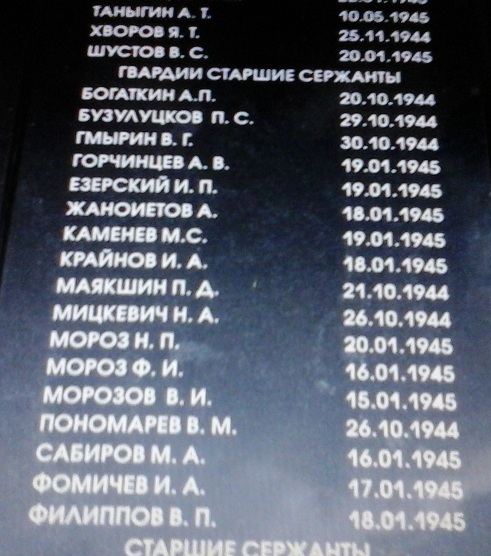 ТАНЫГИН А. Т. 10.05.1945
ХВОРОВ Я. Т. 25.11.1944
ШУСТОВ В. С. 20.01.1945
ГВАРДИИ СТАРШИЕ СЕРЖАНТЫ
БОГАТКИН А.П. 20.10.1944
БУЗУЛУЦКОВ П. С. 29.10.1944
ГМЫРИН В. Г. 30.10.1944
ГОРЧИНЦЕВ А. В. 19.01.1945
ЕЗЕРСКИЙ И. П. 19.01.1945
ЖАНОИЕТОВ А. 18.01.1945
КАМЕНЕВ М.С. 19.01.1945
КРАЙНОВ И. А. 18.01.1945
МАЯКШИН П. Д. 21.10.1944
МИЦКЕВИЧ Н. А. 26.10.1944
МОРОЗ Н. П. 20.01.1945
МОРОЗ Ф. И. 16.01.1945
МОРОЗОВ В. И. 15.01.1945
ПОНОМАРЕВ В. М. 26.10.1944
САБИРОВ М. А. 16.01.1945
ФОМИЧЕВ И. А. 17.01.1945
ФИЛИППОВ В. П. 18.01.1945
СТАРШИЕ СЕРЖАНТЫ